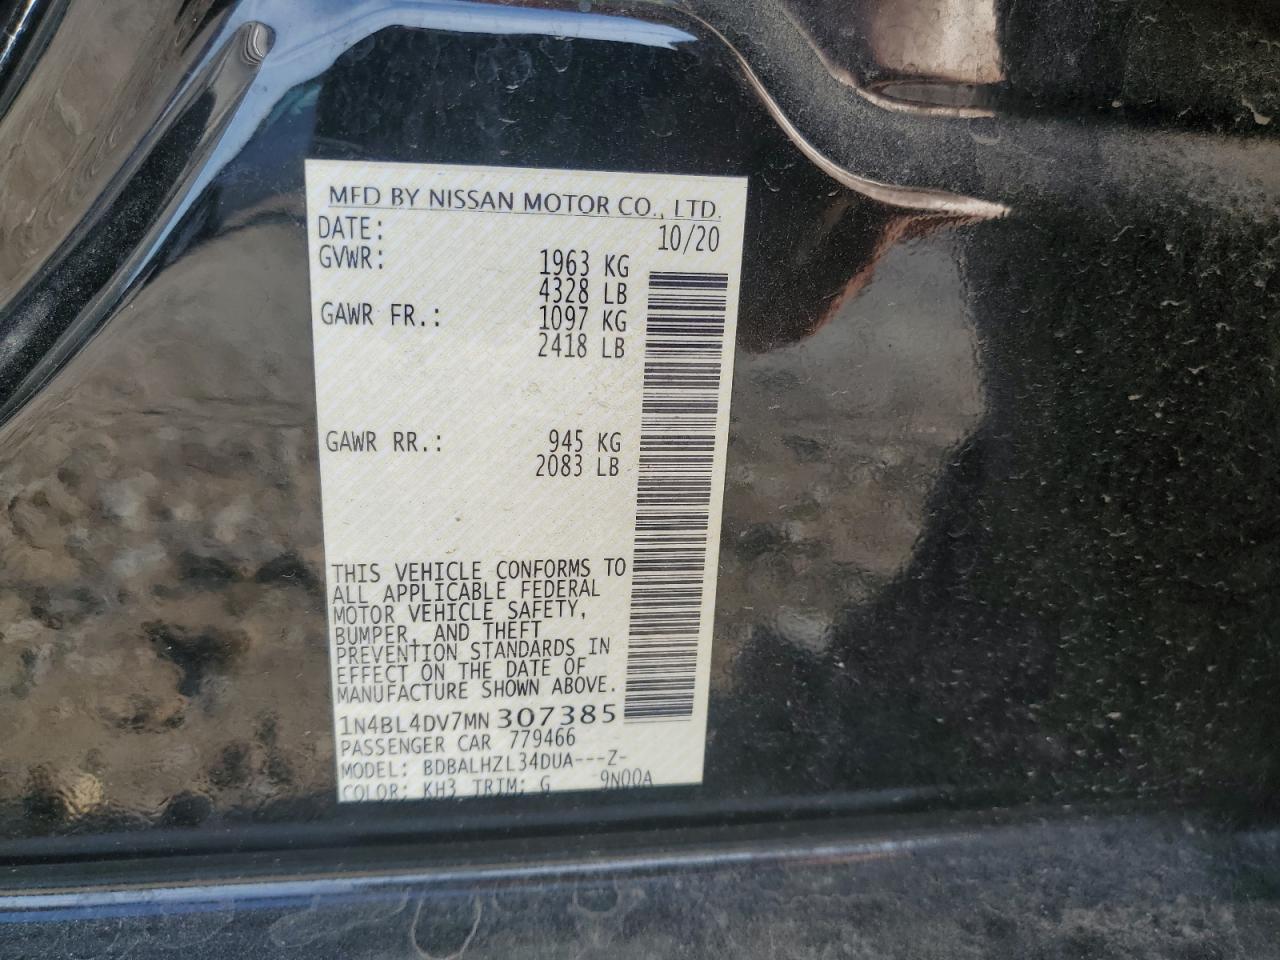 MFD BY NISSAN MOTOR CO., LTD.
DATE: 10/20
GVWR: 1963 KG
4328 LB
GAWR FR.: 1097 KG
2418 LB
GAWR RR.: 945 KG
2083 LB
THIS VEHICLE CONFORMS TO
ALL APPLICABLE FEDERAL
MOTOR VEHICLE SAFETY,
BUMPER, AND THEFT
PREVENTION STANDARDS IN
EFFECT ON THE DATE OF
MANUFACTURE SHOWN ABOVE.
1N4BL4DV7MN307385
PASSENGER CAR 779466
MODEL: BDBALHZL34DUA---Z-
COLOR: KH3 TRIM: G 9N00A